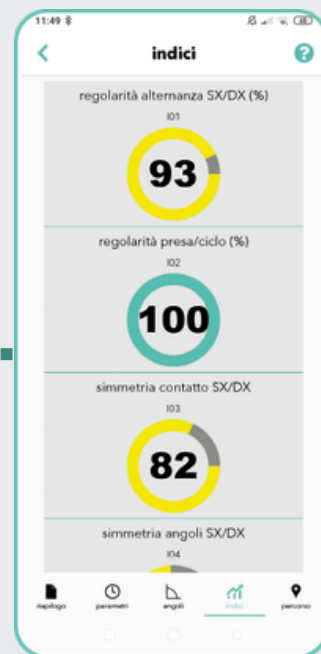 11:49
indici
?
regolarità alternanza SX/DX (%)
I01
93
regolarità presa/ciclo (%)
I02
100
simmetria contatto SX/DX
I03
82
simmetria angoli SX/DX
I04
riepilogo parametri angoli indici percorso